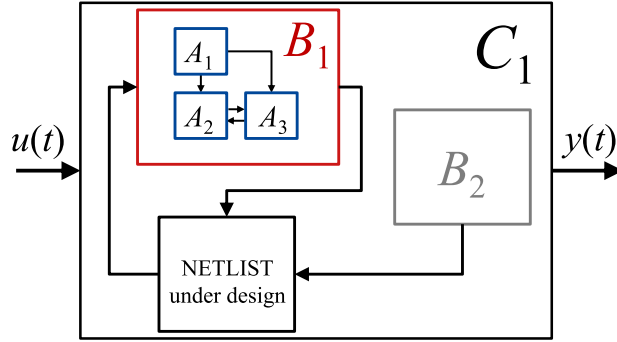 B₁
C₁
A₁
A₂
A₃
u(t)
y(t)
B₂
NETLIST
under design